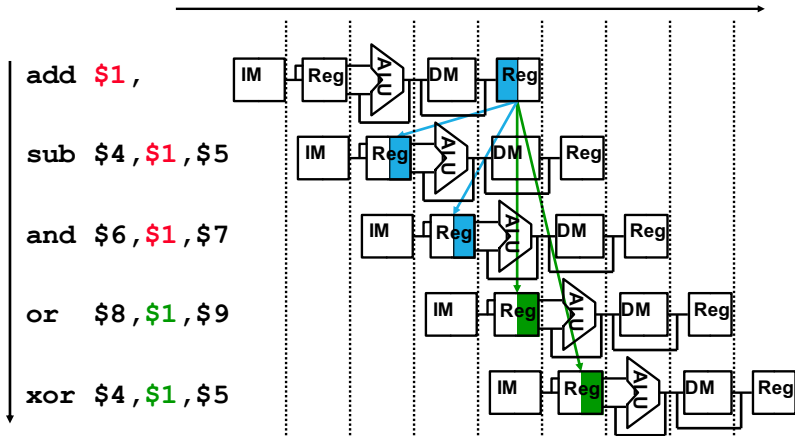 add $1,
IM Reg ALU DM Reg
sub $4,$1,$5
IM Reg ALU DM Reg
and $6,$1,$7
IM Reg ALU DM Reg
or $8,$1,$9
IM Reg ALU DM Reg
xor $4,$1,$5
IM Reg ALU DM Reg